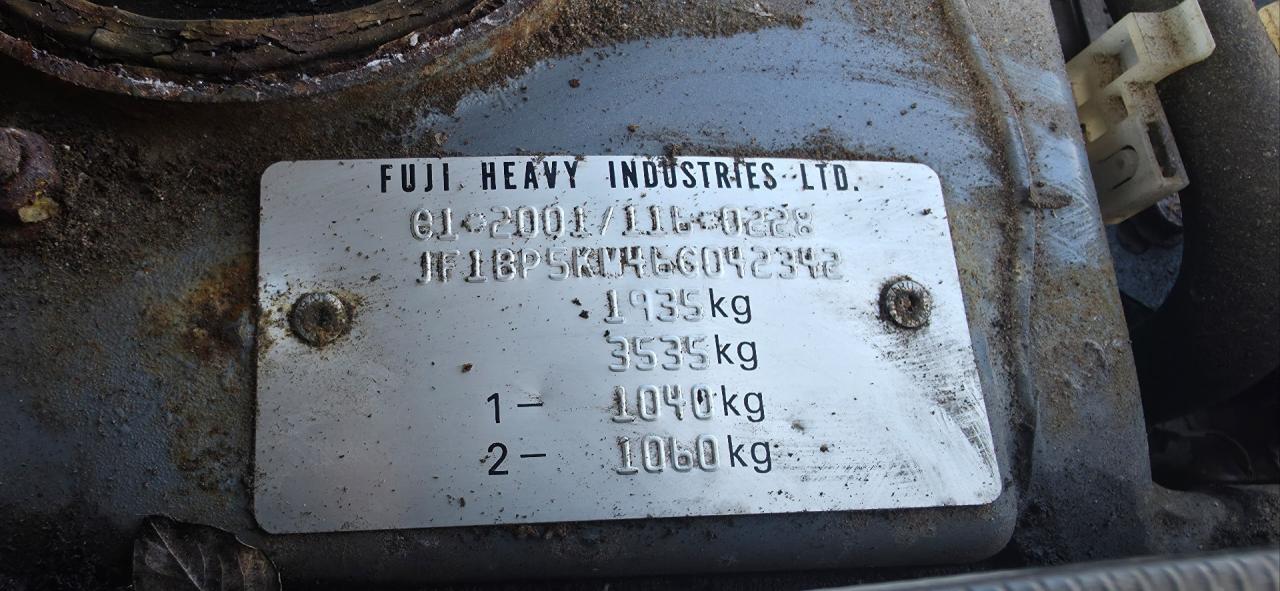 FUJI HEAVY INDUSTRIES LTD.
e1*2001/116*0228
JF1BP5KW46G042342
1935kg
3535kg
1- 1040kg
2- 1060kg